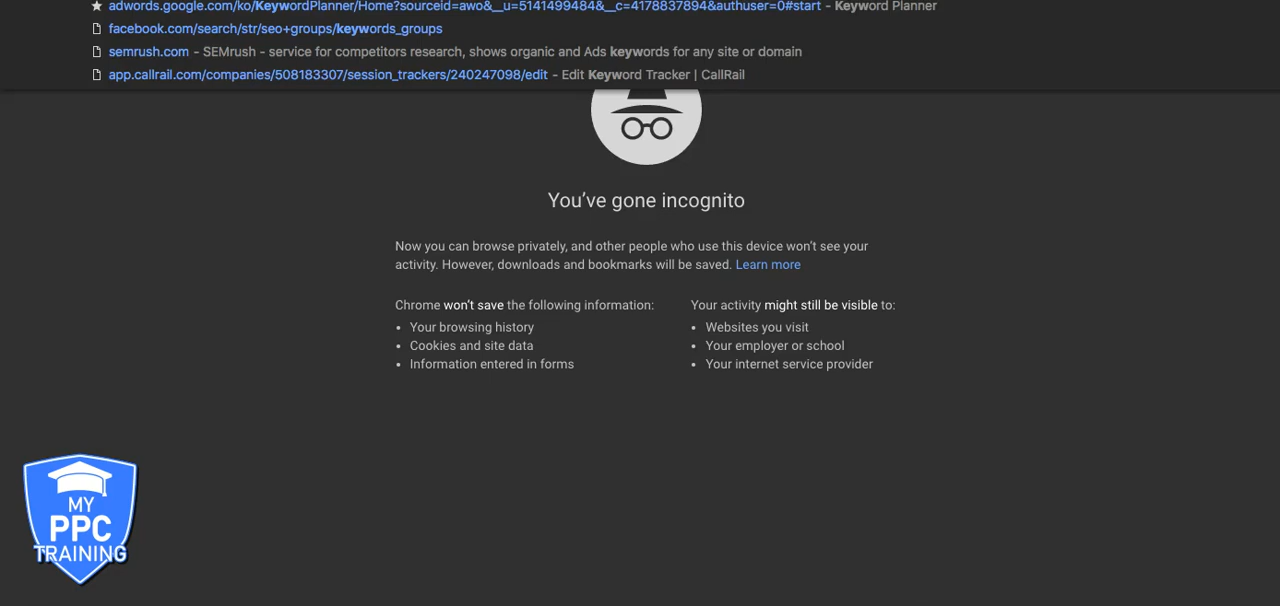 adwords.google.com/ko/KeywordPlanner/Home?sourceid=awo&__u=5141499484&__c=4178837894&authuser=0#start - Keyword Planner
facebook.com/search/str/seo+groups/keywords_groups
semrush.com - SEMrush - service for competitors research, shows organic and Ads keywords for any site or domain
app.callrail.com/companies/508183307/session_trackers/240247098/edit - Edit Keyword Tracker | CallRail
You've gone incognito
Now you can browse privately, and other people who use this device won't see your
activity. However, downloads and bookmarks will be saved. Learn more
Chrome won't save the following information:
• Your browsing history
• Cookies and site data
• Information entered in forms
Your activity might still be visible to:
• Websites you visit
• Your employer or school
• Your internet service provider
MY
PPC
TRAINING